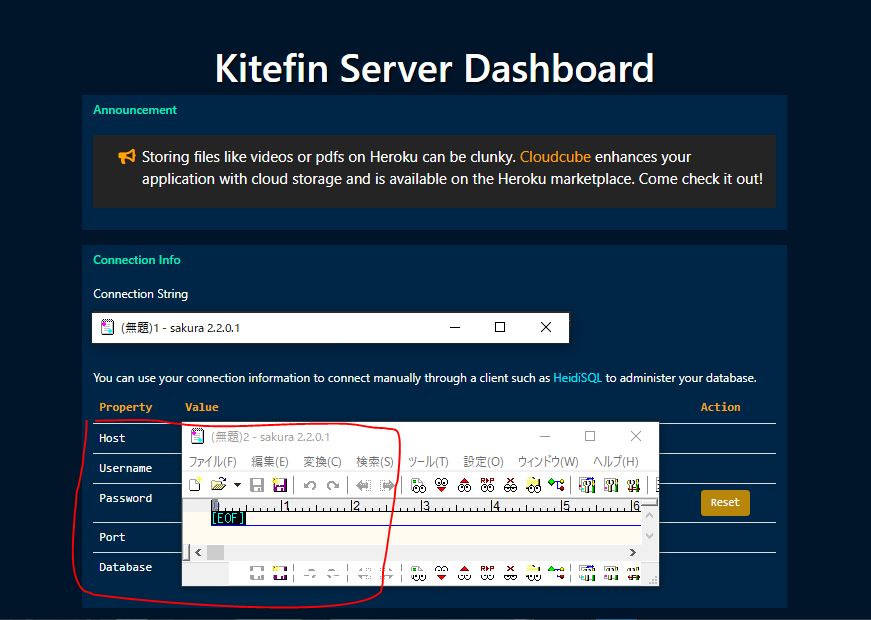 Kitefin Server Dashboard
Announcement
Storing files like videos or pdfs on Heroku can be clunky. Cloudcube enhances your
application with cloud storage and is available on the Heroku marketplace. Come check it out!
Connection Info
Connection String
(無題)1 - sakura 2.2.0.1
You can use your connection information to connect manually through a client such as HeidiSQL to administer your database.
Property Value Action
Host
(無題)2 - sakura 2.2.0.1
ファイル(F) 編集(E) 変換(C) 検索(S) ツール(T) 設定(O) ウィンドウ(W) ヘルプ(H)
Username
Password
Reset
1 2 3 4 5 6
[EOF]
Port
Database